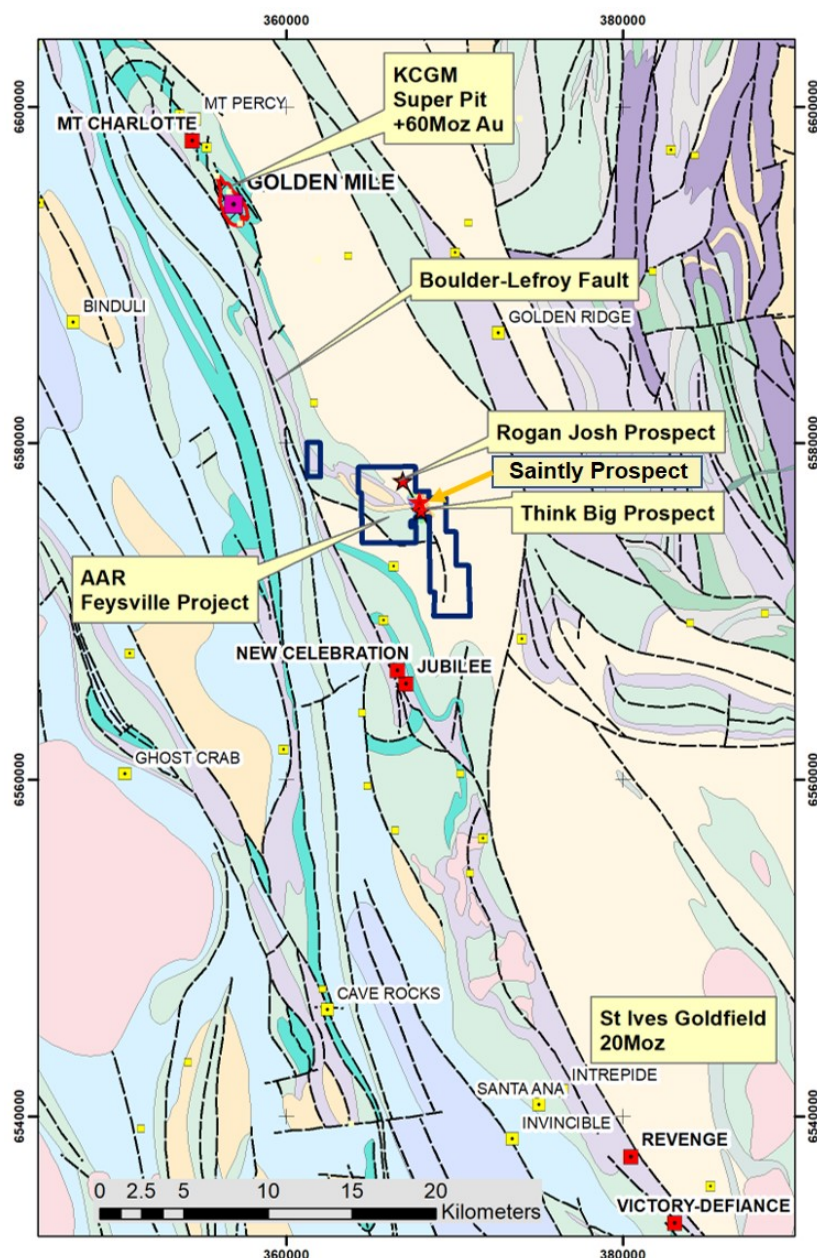 360000
380000
KCGM
Super Pit
+60Moz Au
6600000
6600000
MT PERCY
MT CHARLOTTE
GOLDEN MILE
Boulder-Lefroy Fault
BINDULI
GOLDEN RIDGE
Rogan Josh Prospect
6580000
6580000
Saintly Prospect
Think Big Prospect
AAR
Feysville Project
NEW CELEBRATION
JUBILEE
GHOST CRAB
6560000
6560000
CAVE ROCKS
St Ives Goldfield
20Moz
INTREPIDE
SANTA ANA
6540000
6540000
INVINCIBLE
REVENGE
0 2.5 5 10 15 20
Kilometers
VICTORY-DEFIANCE
360000
380000